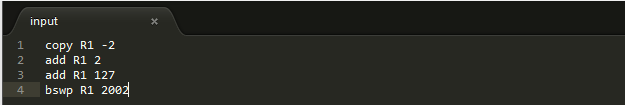 input ×
1 copy R1 -2
2 add R1 2
3 add R1 127
4 bswp R1 2002